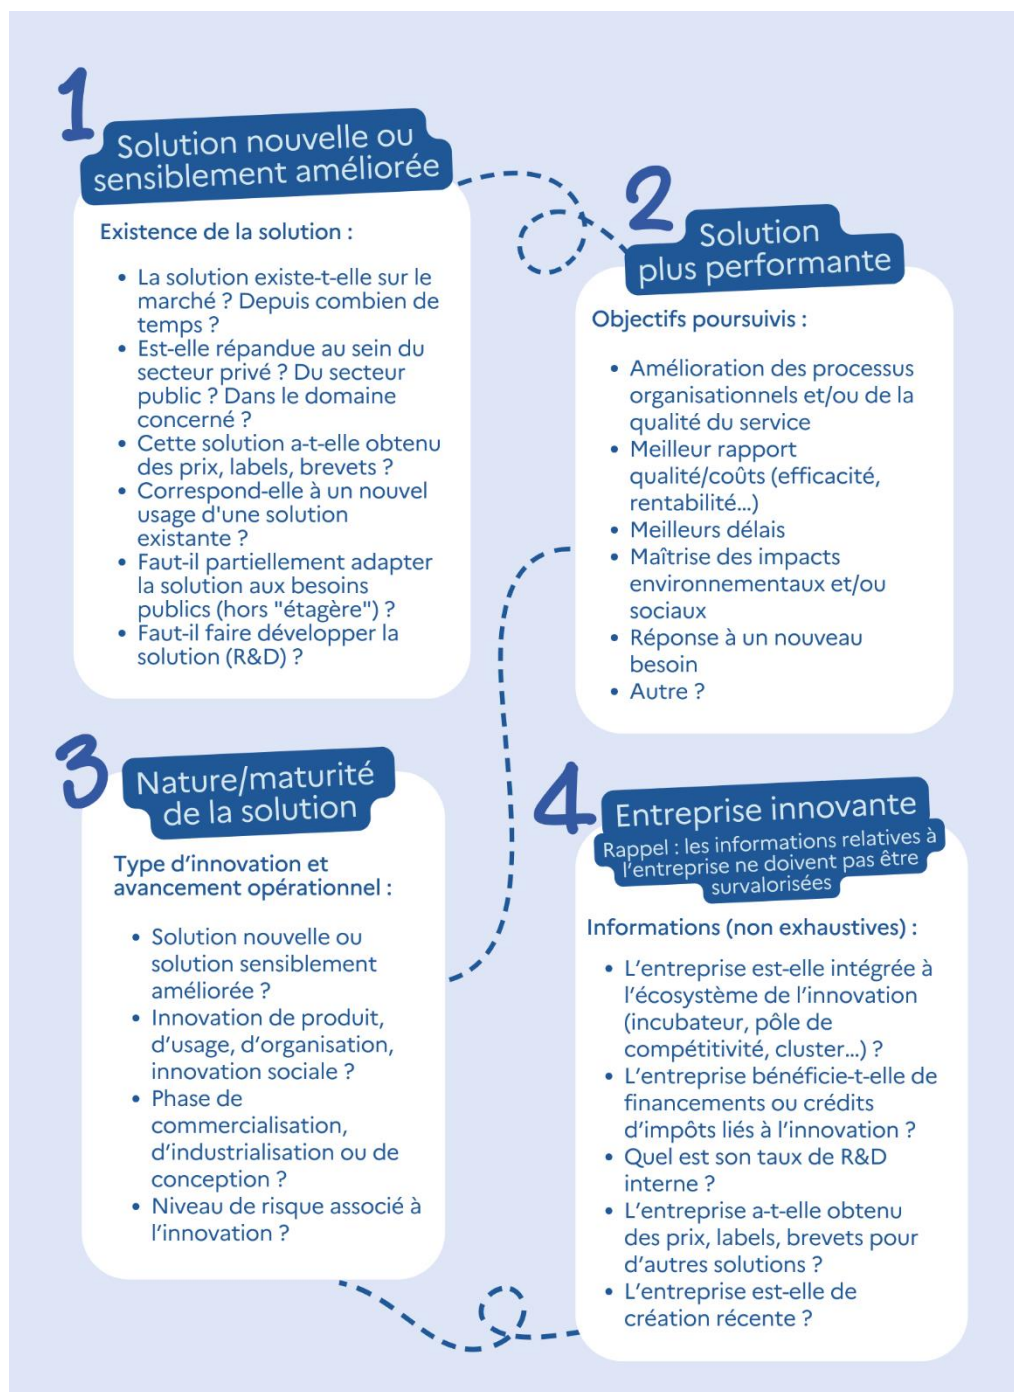 1
Solution nouvelle ou
sensiblement améliorée
Existence de la solution :
• La solution existe-t-elle sur le
marché ? Depuis combien de
temps ?
• Est-elle répandue au sein du
secteur privé ? Du secteur
public ? Dans le domaine
concerné ?
• Cette solution a-t-elle obtenu
des prix, labels, brevets ?
• Correspond-elle à un nouvel
usage d'une solution
existante ?
• Faut-il partiellement adapter
la solution aux besoins
publics (hors "étagère") ?
• Faut-il faire développer la
solution (R&D) ?
2
Solution
plus performante
Objectifs poursuivis :
• Amélioration des processus
organisationnels et/ou de la
qualité du service
• Meilleur rapport
qualité/coûts (efficacité,
rentabilité...)
• Meilleurs délais
• Maîtrise des impacts
environnementaux et/ou
sociaux
• Réponse à un nouveau
besoin
• Autre ?
3
Nature/maturité
de la solution
Type d’innovation et
avancement opérationnel :
• Solution nouvelle ou
solution sensiblement
améliorée ?
• Innovation de produit,
d’usage, d’organisation,
innovation sociale ?
• Phase de
commercialisation,
d’industrialisation ou de
conception ?
• Niveau de risque associé à
l’innovation ?
4
Entreprise innovante
Rappel : les informations relatives à
l’entreprise ne doivent pas être
survalorisées
Informations (non exhaustives) :
• L’entreprise est-elle intégrée à
l’écosystème de l’innovation
(incubateur, pôle de
compétitivité, cluster...) ?
• L’entreprise bénéficie-t-elle de
financements ou crédits
d’impôts liés à l’innovation ?
• Quel est son taux de R&D
interne ?
• L’entreprise a-t-elle obtenu
des prix, labels, brevets pour
d’autres solutions ?
• L’entreprise est-elle de
création récente ?